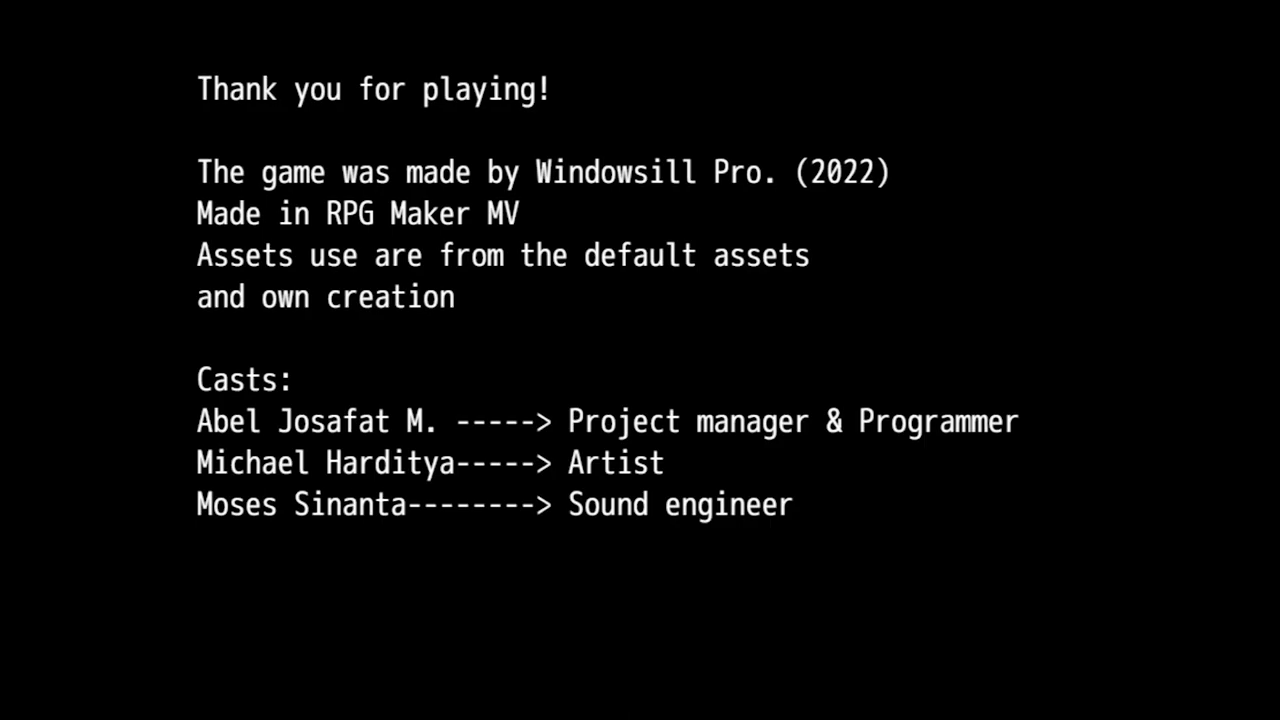 Thank you for playing!
The game was made by Windowsill Pro. (2022)
Made in RPG Maker MV
Assets use are from the default assets
and own creation
Casts:
Abel Josafat M. -----> Project manager & Programmer
Michael Harditya-----> Artist
Moses Sinanta--------> Sound engineer